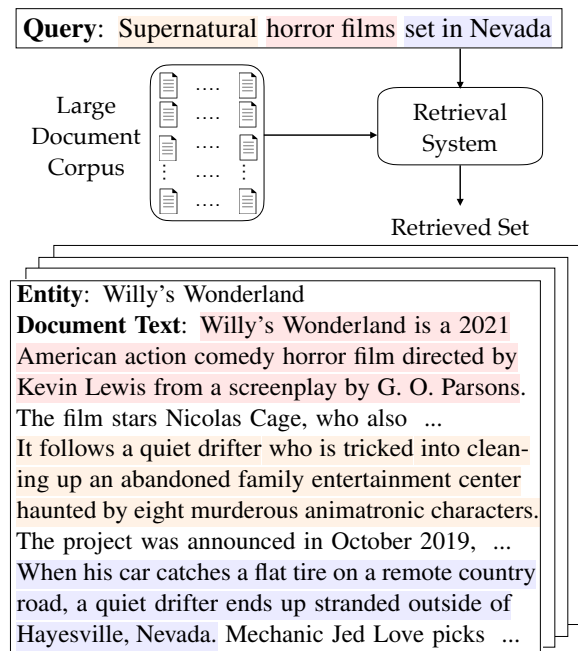 Query: Supernatural horror films set in Nevada
Large
Document
Corpus
....
....
....
....
....
Retrieval
System
Retrieved Set
Entity: Willy's Wonderland
Document Text: Willy's Wonderland is a 2021
American action comedy horror film directed by
Kevin Lewis from a screenplay by G. O. Parsons.
The film stars Nicolas Cage, who also ...
It follows a quiet drifter who is tricked into clean-
ing up an abandoned family entertainment center
haunted by eight murderous animatronic characters.
The project was announced in October 2019, ...
When his car catches a flat tire on a remote country
road, a quiet drifter ends up stranded outside of
Hayesville, Nevada. Mechanic Jed Love picks ...